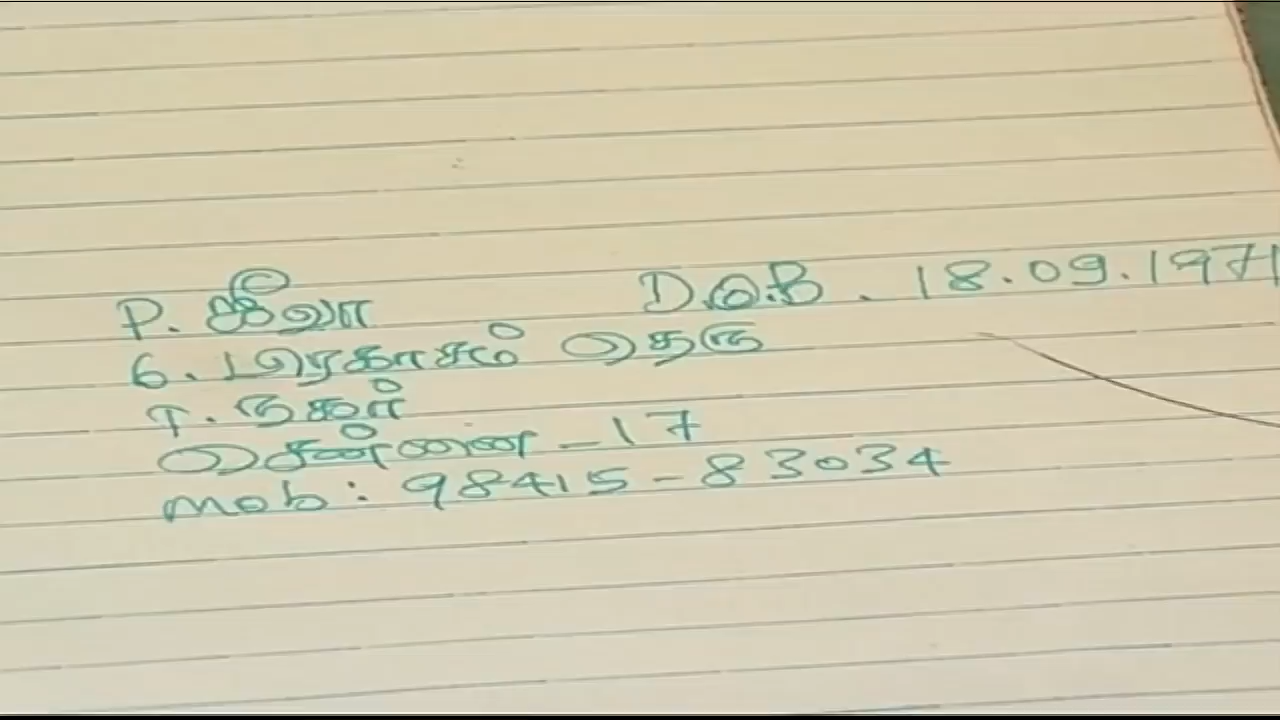 P. ஜீவா D.O.B. 18.09.1971
6. பிரகாசம் தெரு
T. நகர்
சென்னை - 17
mob: 98415-83034